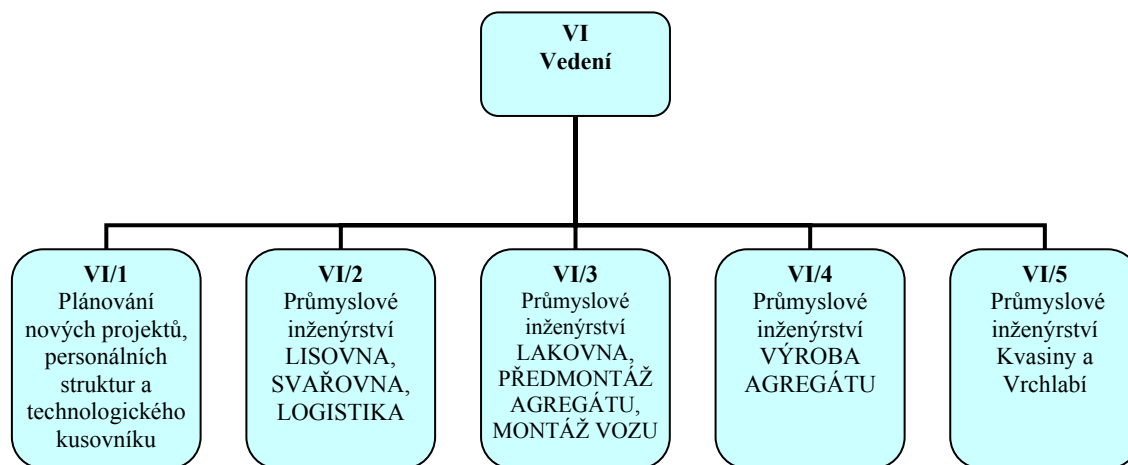 VI
Vedení
VI/1
Plánování
nových projektů,
personálních
struktur a
technologického
kusovníku
VI/2
Průmyslové
inženýrství
LISOVNA,
SVAŘOVNA,
LOGISTIKA
VI/3
Průmyslové
inženýrství
LAKOVNA,
PŘEDMONTÁŽ
AGREGÁTU,
MONTÁŽ VOZU
VI/4
Průmyslové
inženýrství
VÝROBA
AGREGÁTU
VI/5
Průmyslové
inženýrství
Kvasiny a
Vrchlabí